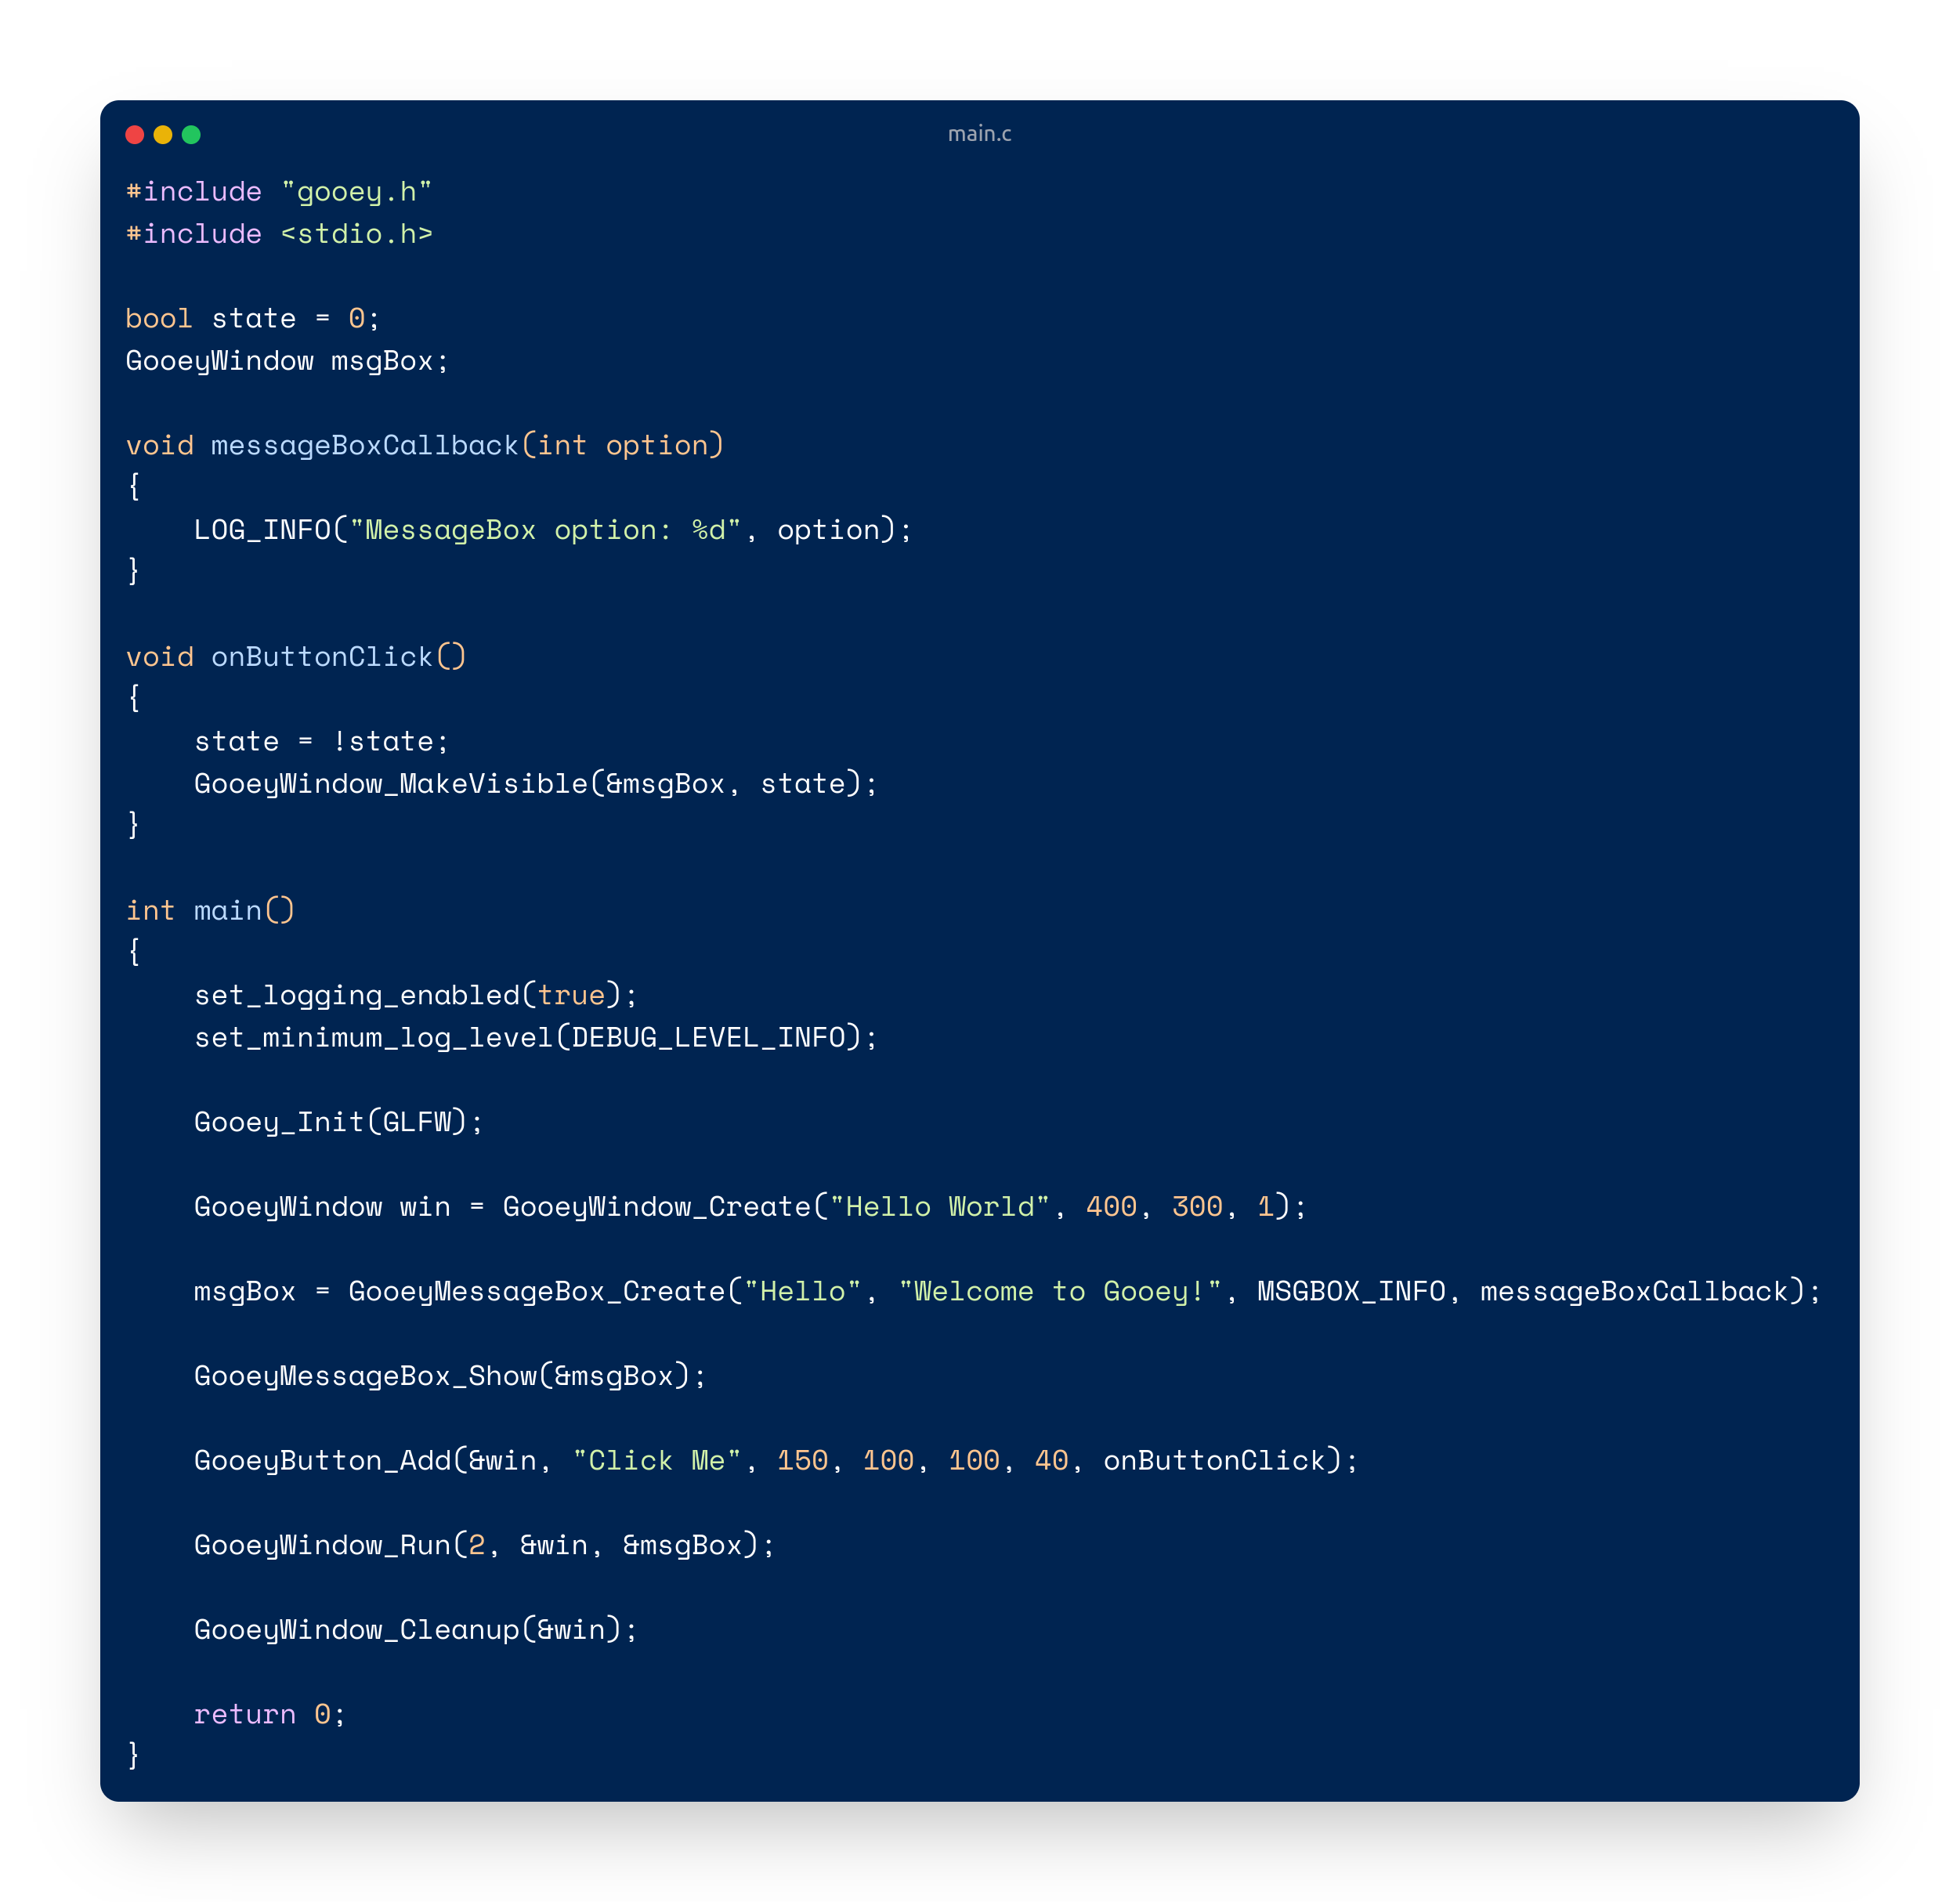 main.c
#include "gooey.h"
#include <stdio.h>

bool state = 0;
GooeyWindow msgBox;

void messageBoxCallback(int option)
{
    LOG_INFO("MessageBox option: %d", option);
}

void onButtonClick()
{
    state = !state;
    GooeyWindow_MakeVisible(&msgBox, state);
}

int main()
{
    set_logging_enabled(true);
    set_minimum_log_level(DEBUG_LEVEL_INFO);

    Gooey_Init(GLFW);

    GooeyWindow win = GooeyWindow_Create("Hello World", 400, 300, 1);

    msgBox = GooeyMessageBox_Create("Hello", "Welcome to Gooey!", MSGBOX_INFO, messageBoxCallback);

    GooeyMessageBox_Show(&msgBox);

    GooeyButton_Add(&win, "Click Me", 150, 100, 100, 40, onButtonClick);

    GooeyWindow_Run(2, &win, &msgBox);

    GooeyWindow_Cleanup(&win);

    return 0;
}